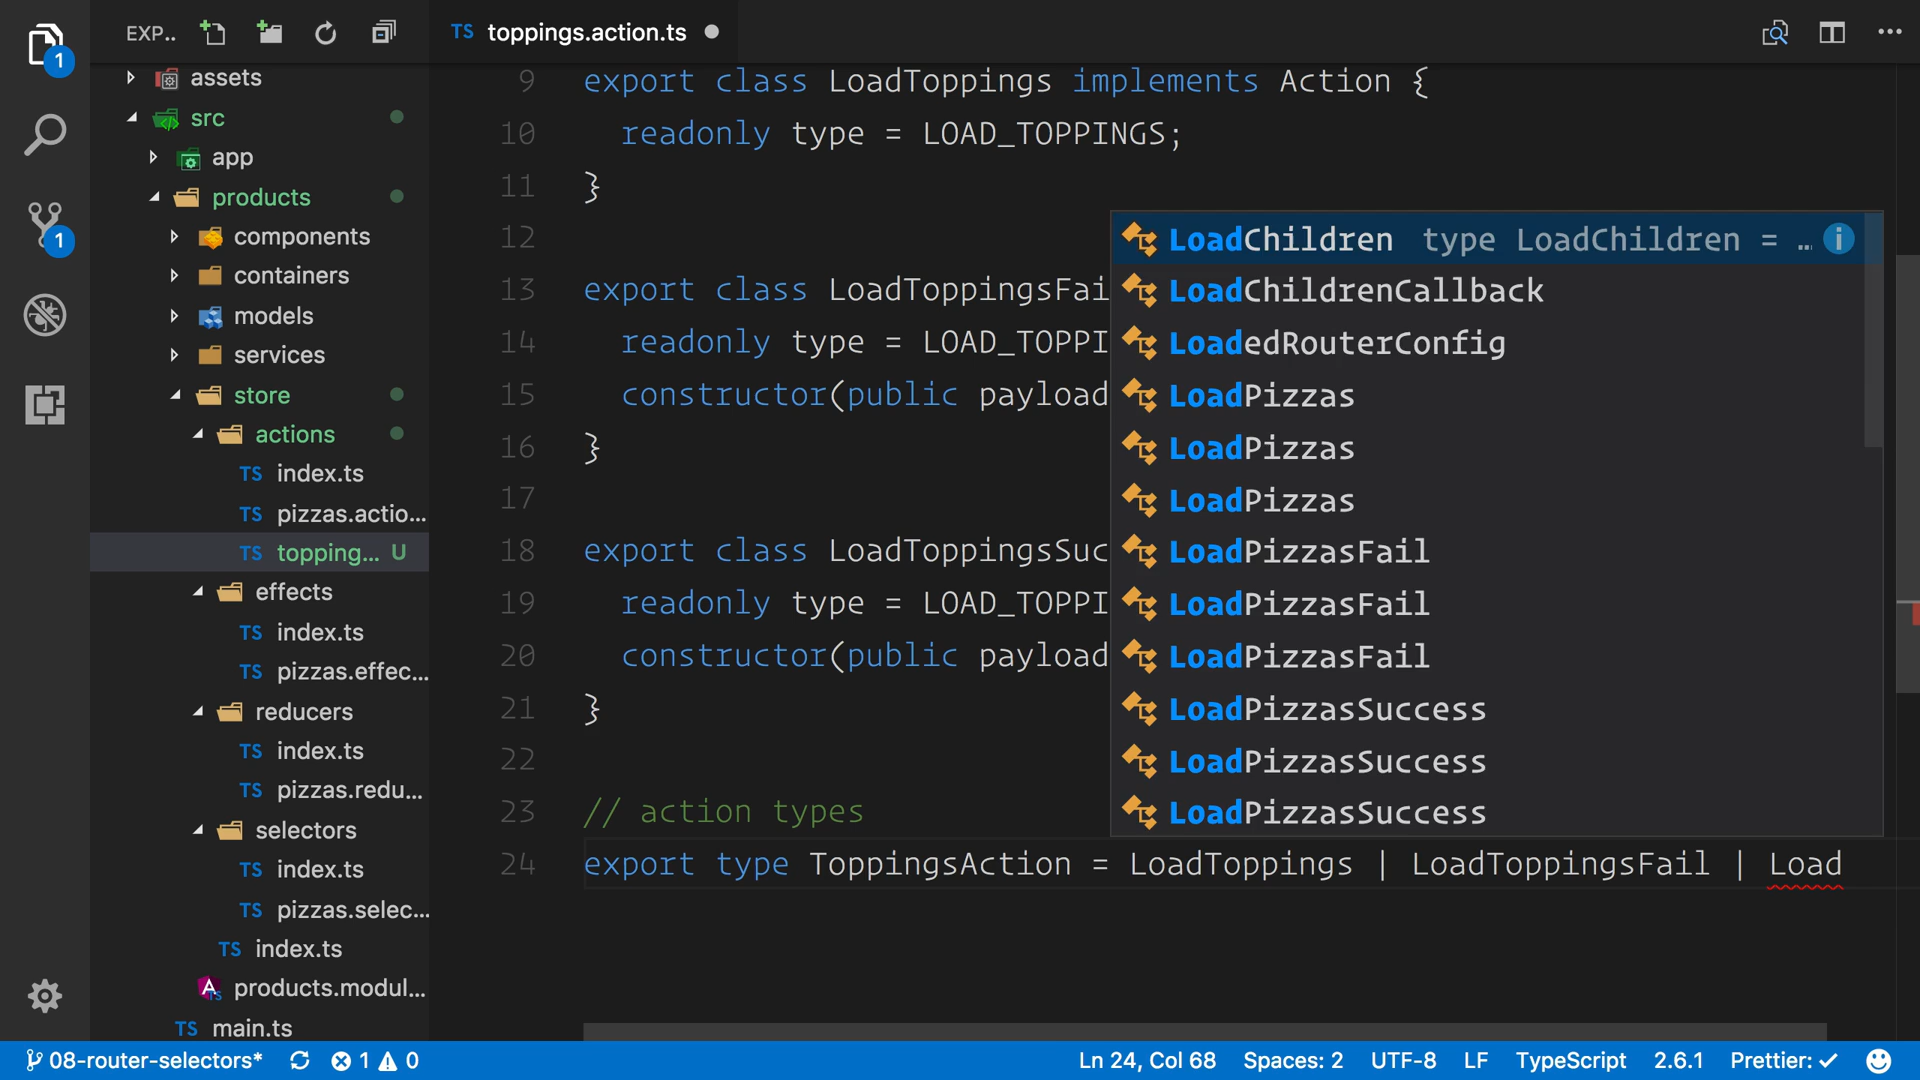 EXP..
TS toppings.action.ts
1
assets
src
app
products
components
containers
models
services
store
actions
TS index.ts
TS pizzas.actio...
TS topping... U
effects
TS index.ts
TS pizzas.effec...
reducers
TS index.ts
TS pizzas.redu...
selectors
TS index.ts
TS pizzas.selec...
TS index.ts
products.modul...
TS main.ts
1
9 export class LoadToppings implements Action {
10 readonly type = LOAD_TOPPINGS;
11 }
12
13 export class LoadToppingsFai
14 readonly type = LOAD_TOPPI
15 constructor(public payload
16 }
17
18 export class LoadToppingsSuc
19 readonly type = LOAD_TOPPI
20 constructor(public payload
21 }
22
23 // action types
24 export type ToppingsAction = LoadToppings | LoadToppingsFail | Load
LoadChildren type LoadChildren = …
LoadChildrenCallback
LoadedRouterConfig
LoadPizzas
LoadPizzas
LoadPizzas
LoadPizzasFail
LoadPizzasFail
LoadPizzasFail
LoadPizzasSuccess
LoadPizzasSuccess
LoadPizzasSuccess
08-router-selectors* 1 0 Ln 24, Col 68 Spaces: 2 UTF-8 LF TypeScript 2.6.1 Prettier: ✓